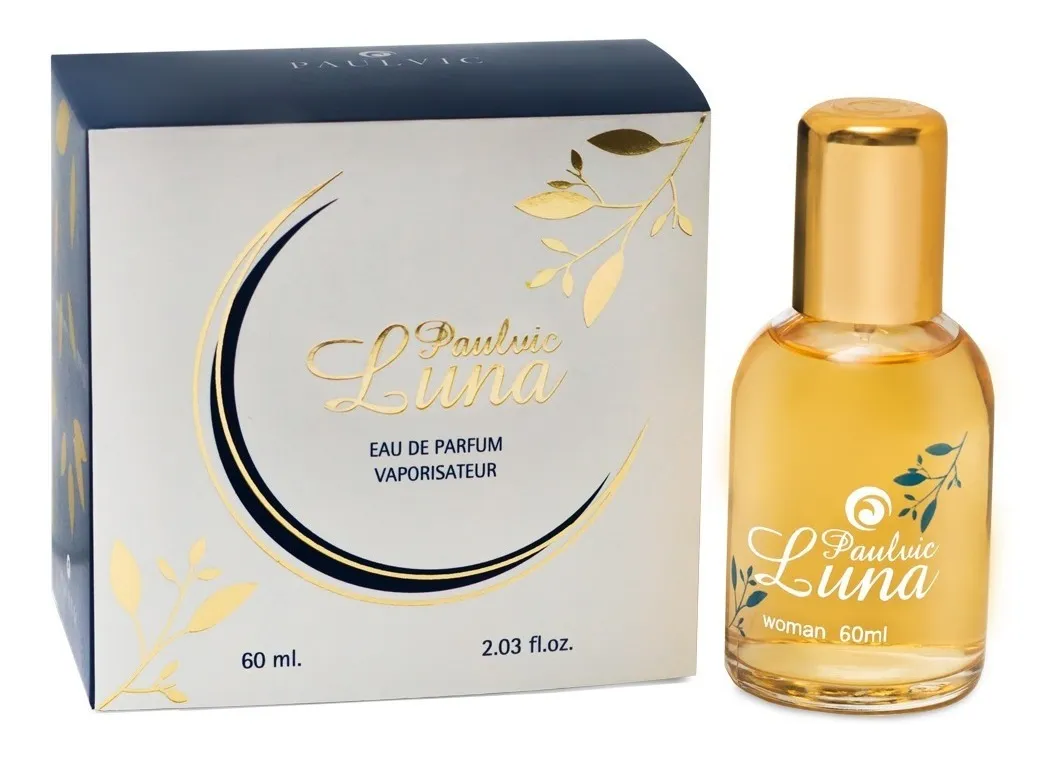 PAULVIC
Paulvic
Luna
EAU DE PARFUM
VAPORISATEUR
60 ml.
2.03 fl.oz.
Paulvic
Luna
woman 60ml